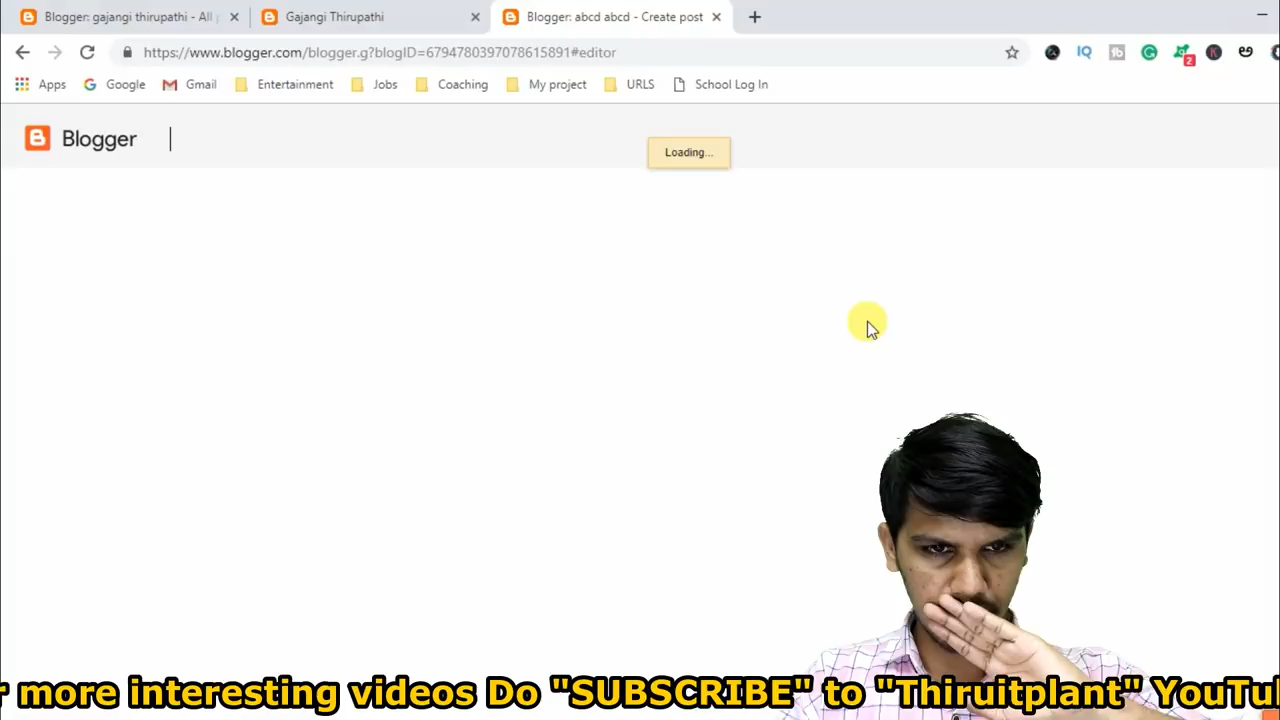 Blogger: gajangi thirupathi - All
Gajangi Thirupathi
Blogger: abcd abcd - Create post
https://www.blogger.com/blogger.g?blogID=6794780397078615891#editor
IQ
2
K
Apps
Google
Gmail
Entertainment
Jobs
Coaching
My project
URLS
School Log In
Blogger
Loading...
r more interesting videos Do "SUBSCRIBE" to "Thiruitplant" YouTu